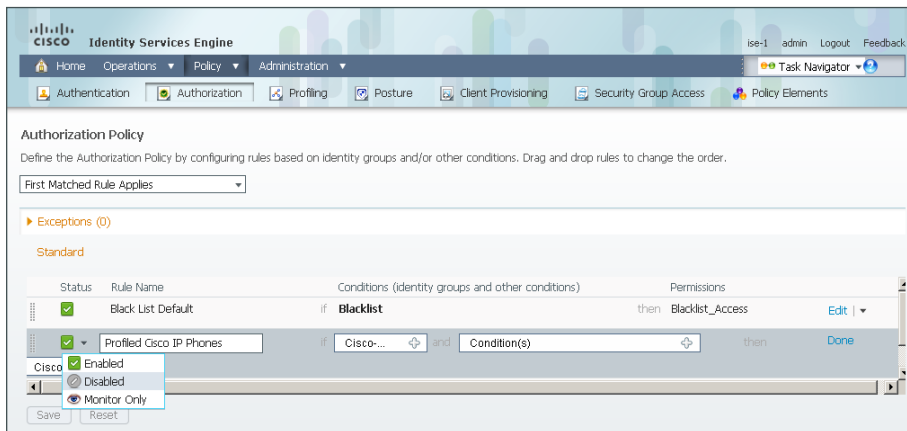 CISCO Identity Services Engine
ise-1 admin Logout Feedback
Home Operations Policy Administration
Task Navigator
Authentication Authorization Profiling Posture Client Provisioning Security Group Access Policy Elements
Authorization Policy
Define the Authorization Policy by configuring rules based on identity groups and/or other conditions. Drag and drop rules to change the order.
First Matched Rule Applies
Exceptions (0)
Standard
Status Rule Name Conditions (identity groups and other conditions) Permissions
Black List Default if Blacklist then Blacklist_Access Edit |
Profiled Cisco IP Phones if Cisco-... and Condition(s) then Done
Enabled
Cisco
Disabled
Monitor Only
Save Reset